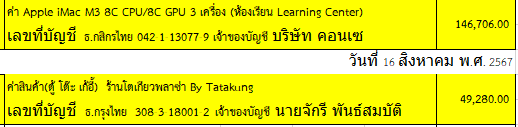 ค่า Apple iMac M3 8C CPU/8C GPU 3 เครื่อง (ห้องเรียน Learning Center)
146,706.00
เลขที่บัญชี ธ.กสิกรไทย 042-1-13077-9 เจ้าของบัญชี บริษัท คอนเซ
วันที่ 16 สิงหาคม พ.ศ. 2567
ค่าสินค้า(ตู้ โต๊ะ เก้าอี้) ร้านโตเกียวพลาซ่า By Tatakung
49,280.00
เลขที่บัญชี ธ.กรุงไทย 308-3-18001-2 เจ้าของบัญชี นายจักรี พันธ์สมบัติ